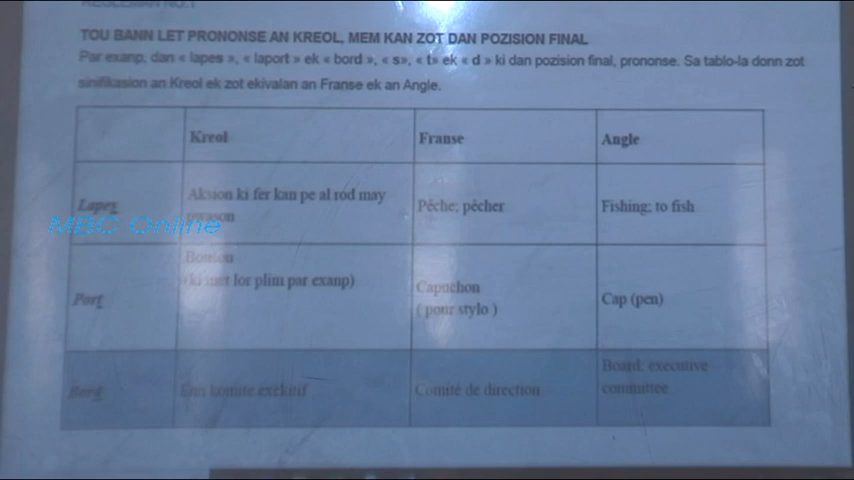 REGLEMAN NO.1
TOU BANN LET PRONONSE AN KREOL, MEM KAN ZOT DAN POZISION FINAL
Par exanp, dan « lapes », « laport » ek « bord », « s», « t» ek « d » ki dan pozision final, prononse. Sa tablo-la donn zot
sinifikasion an Kreol ek zot ekivalan an Franse ek an Angle.
Kreol Franse Angle
Lapes Aksion ki fer kan pe al rod may
pwason Pêche; pêcher Fishing; to fish
MBC Online
Port
(ki met lor plim par exanp) Capuchon
( pour stylo ) Cap (pen)
Bord Enn komite exekitif Comité de direction Board; executive
committee